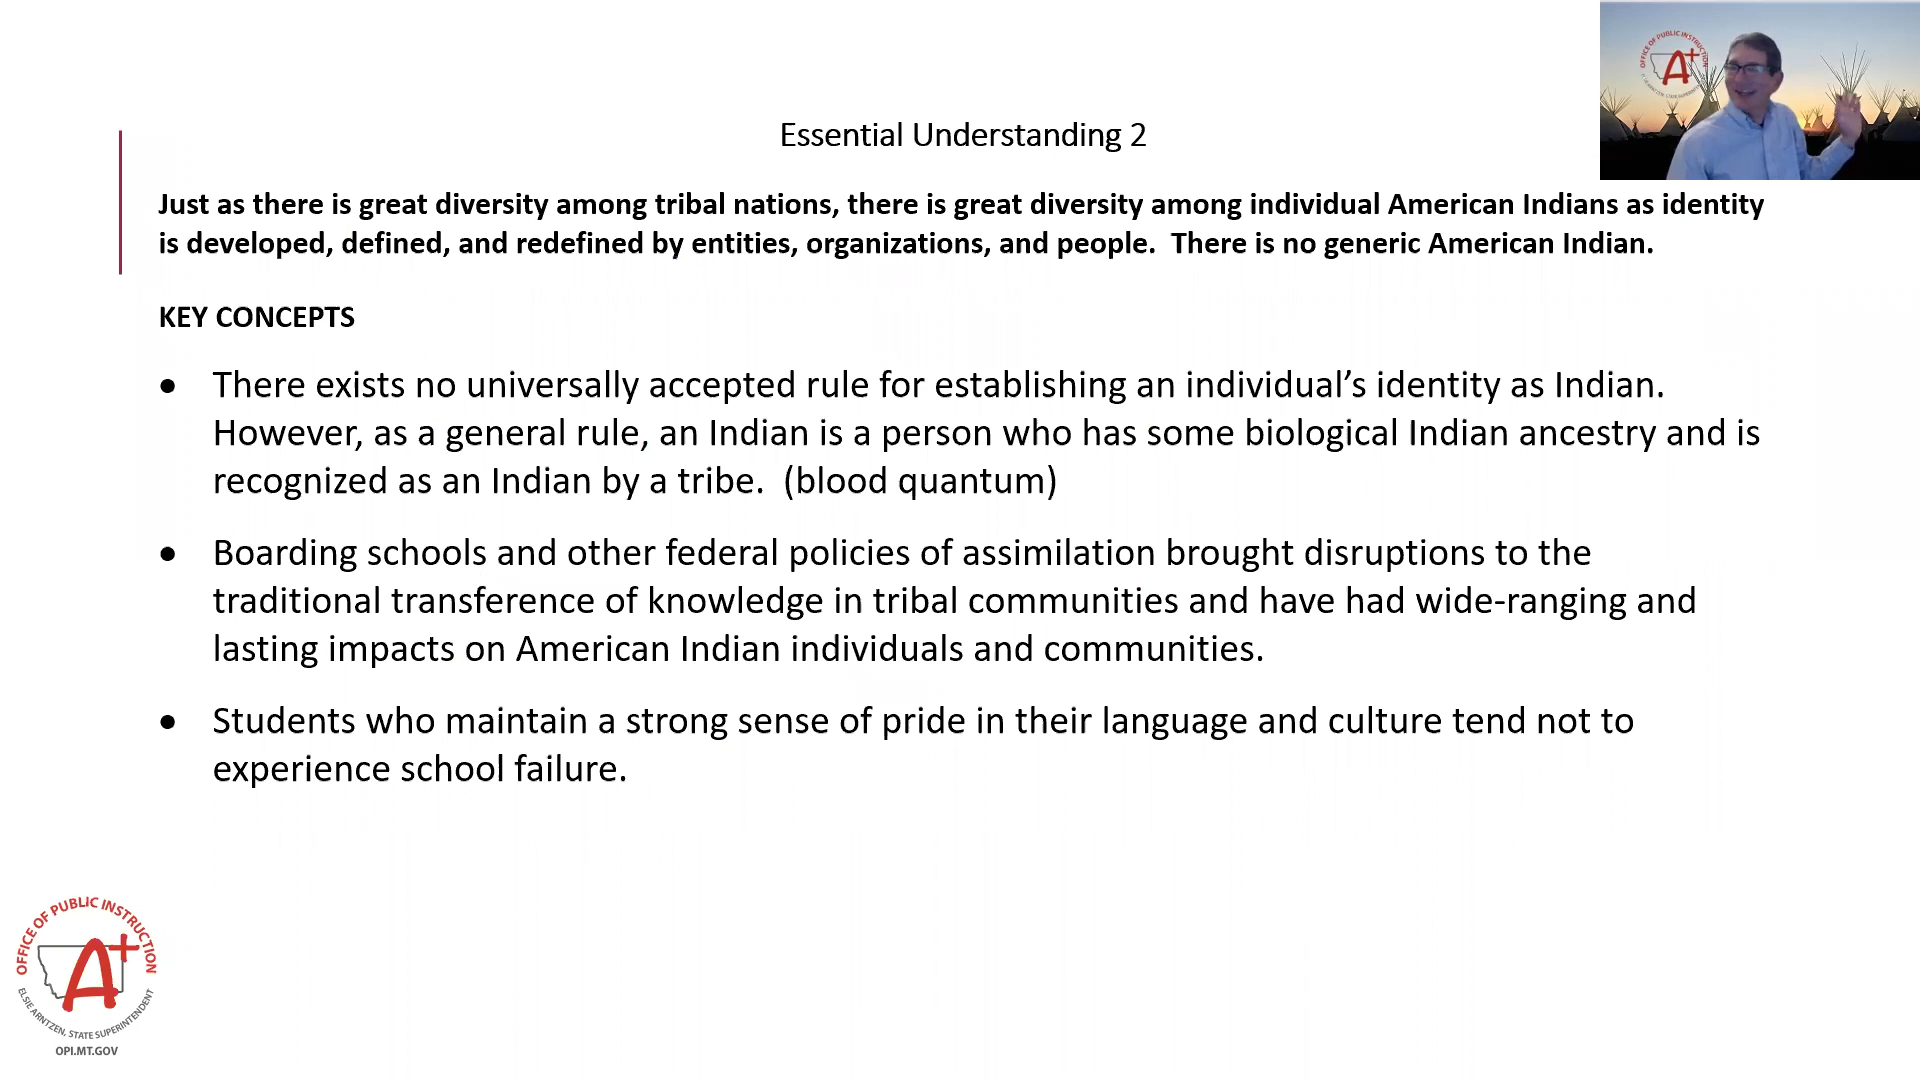 Essential Understanding 2
Just as there is great diversity among tribal nations, there is great diversity among individual American Indians as identity
is developed, defined, and redefined by entities, organizations, and people.  There is no generic American Indian.
KEY CONCEPTS
• There exists no universally accepted rule for establishing an individual’s identity as Indian.
However, as a general rule, an Indian is a person who has some biological Indian ancestry and is
recognized as an Indian by a tribe.  (blood quantum)
• Boarding schools and other federal policies of assimilation brought disruptions to the
traditional transference of knowledge in tribal communities and have had wide-ranging and
lasting impacts on American Indian individuals and communities.
• Students who maintain a strong sense of pride in their language and culture tend not to
experience school failure.
OFFICE OF PUBLIC INSTRUCTION
A+
OFFICE OF PUBLIC INSTRUCTION
A+
ELSIE ARNTZEN, STATE SUPERINTENDENT
OPI.MT.GOV